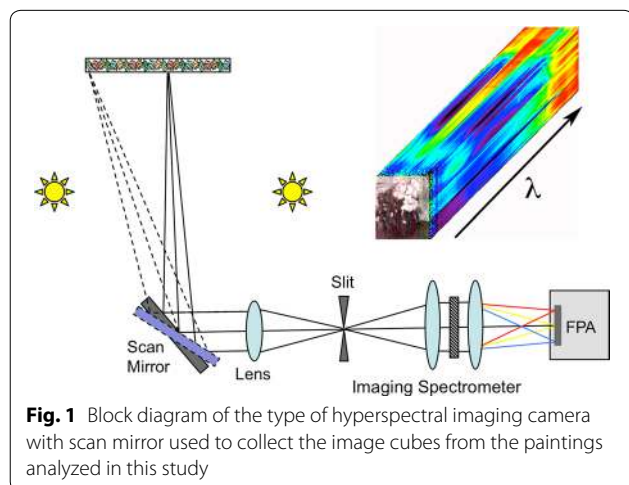 λ
Slit
FPA
Scan
Mirror
Lens
Imaging Spectrometer
Fig. 1 Block diagram of the type of hyperspectral imaging camera
with scan mirror used to collect the image cubes from the paintings
analyzed in this study